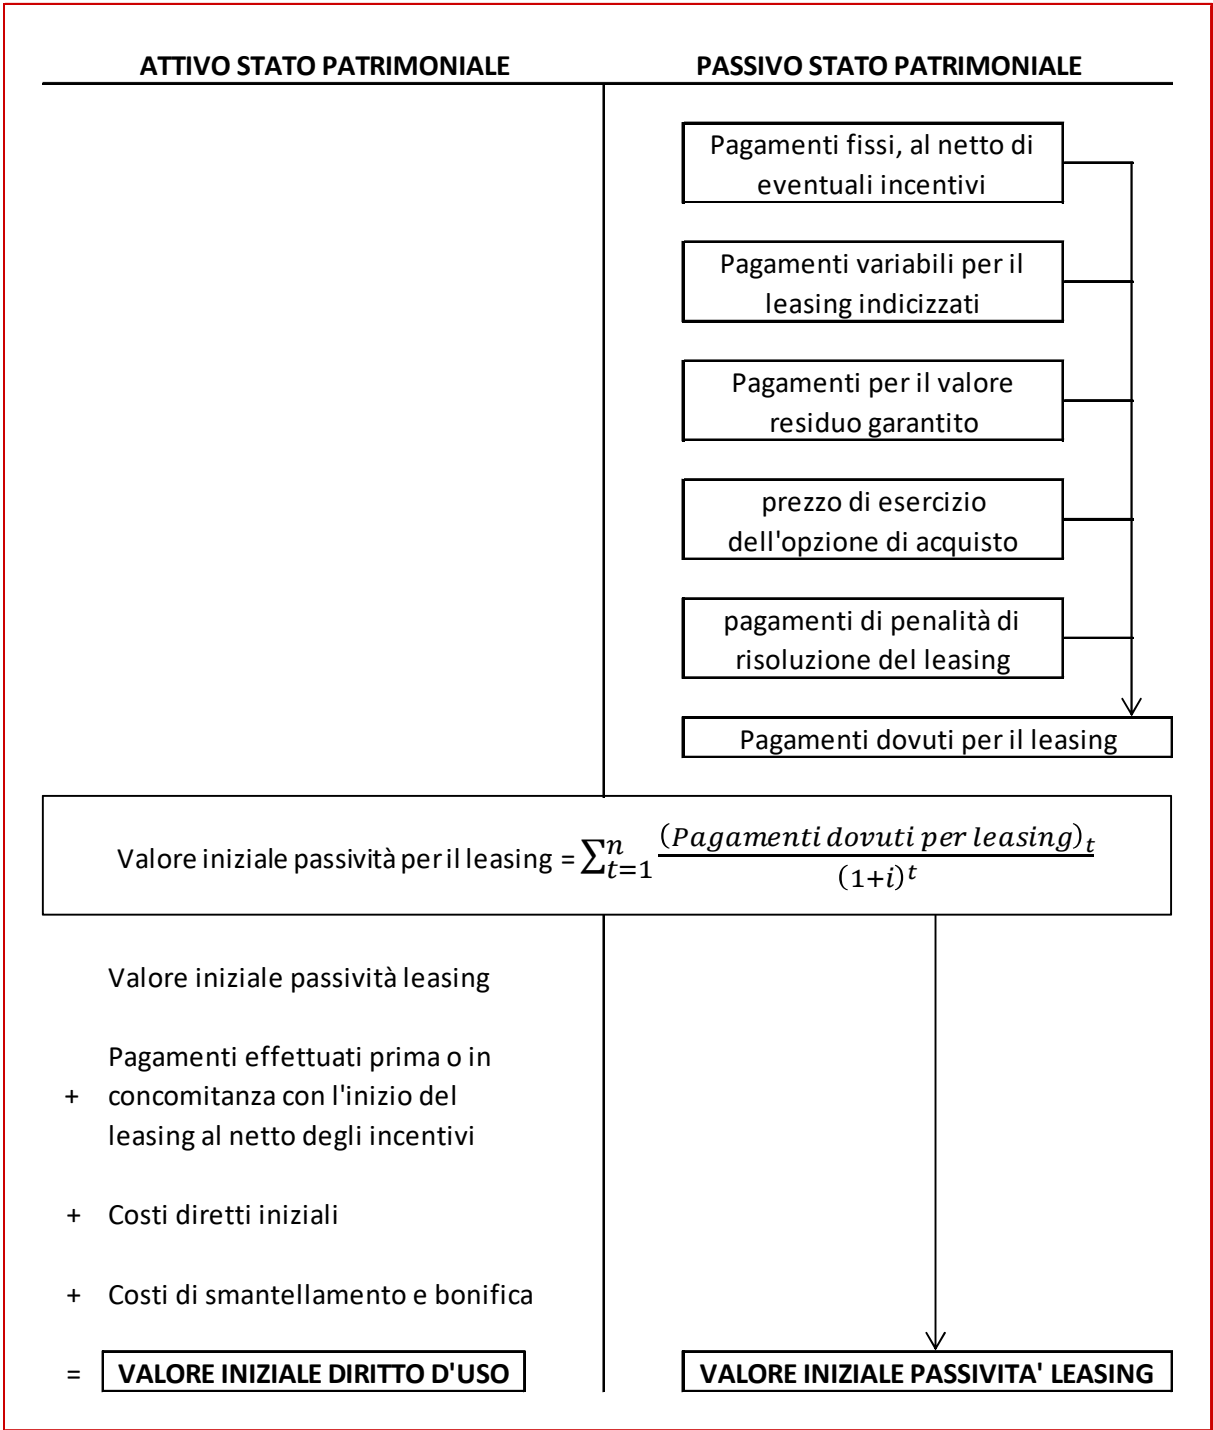 ATTIVO STATO PATRIMONIALE
PASSIVO STATO PATRIMONIALE
Pagamenti fissi, al netto di
eventuali incentivi
Pagamenti variabili per il
leasing indicizzati
Pagamenti per il valore
residuo garantito
prezzo di esercizio
dell'opzione di acquisto
pagamenti di penalità di
risoluzione del leasing
Pagamenti dovuti per il leasing
Valore iniziale passività per il leasing = ∑_{t=1}^{n} (Pagamenti dovuti per leasing)_t / (1+i)^t
Valore iniziale passività leasing
Pagamenti effettuati prima o in
+ concomitanza con l'inizio del
leasing al netto degli incentivi
+ Costi diretti iniziali
+ Costi di smantellamento e bonifica
= VALORE INIZIALE DIRITTO D'USO
VALORE INIZIALE PASSIVITA' LEASING